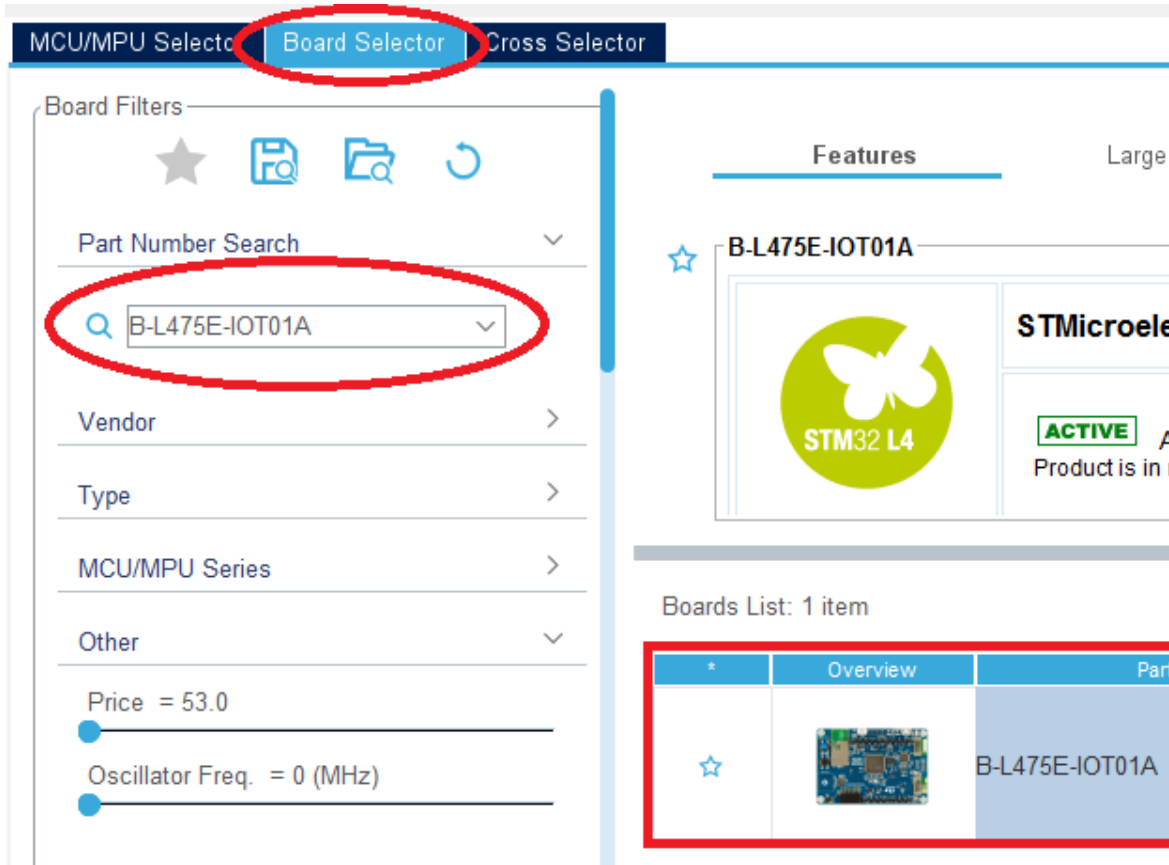 MCU/MPU Selector Board Selector Cross Selector
Board Filters
Part Number Search
B-L475E-IOT01A
Vendor
Type
MCU/MPU Series
Other
Price = 53.0
Oscillator Freq. = 0 (MHz)
Features Large
B-L475E-IOT01A
STM32 L4
STMicroele
ACTIVE A
Product is in
Boards List: 1 item
* Overview Par
B-L475E-IOT01A